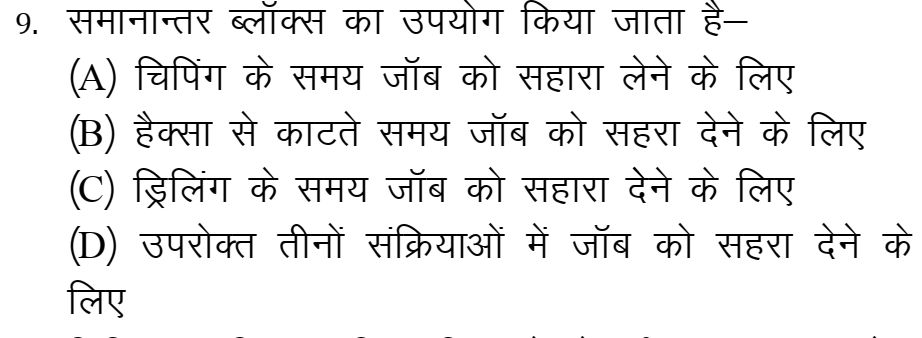 9. समानान्तर ब्लॉक्स का उपयोग किया जाता है—
(A) चिपिंग के समय जॉब को सहारा लेने के लिए
(B) हैक्सा से काटते समय जॉब को सहरा देने के लिए
(C) ड्रिलिंग के समय जॉब को सहारा देने के लिए
(D) उपरोक्त तीनों संक्रियाओं में जॉब को सहरा देने के
लिए